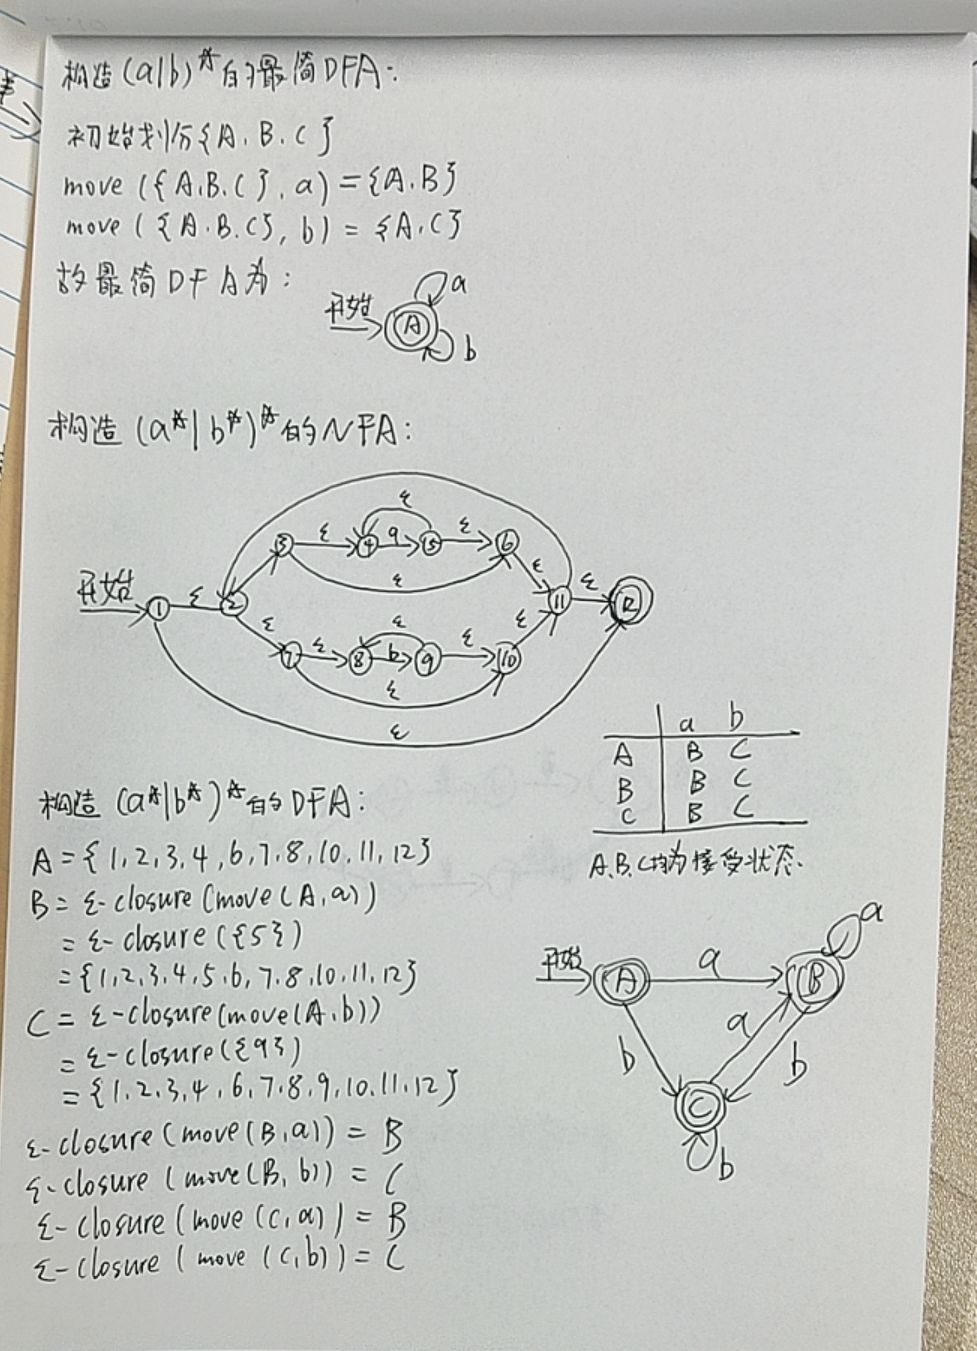 构造(a|b)*的最简DFA:
初始划分{A.B.C}
move({A.B.C},a)={A.B}
move({A.B.C},b)={A.C}
故最简DFA为:
开始
A
a
b
构造(a*|b*)*的NFA:
ε
ε
3
ε
4
a
5
ε
6
ε
ε
开始
1
ε
2
11
ε
12
ε
ε
ε
7
ε
8
b
9
ε
10
ε
ε
a b
A B C
B B C
C B C
A.B.C均为接受状态.
构造(a*|b*)*的DFA:
A={1,2,3,4,6,7,8,10,11,12}
B=ε-closure(move(A,a))
=ε-closure({5})
={1,2,3,4,5,6,7,8,10,11,12}
C=ε-closure(move(A,b))
=ε-closure({9})
={1,2,3,4,6,7,8,9,10,11,12}
ε-closure(move(B,a))=B
ε-closure(move(B,b))=C
ε-closure(move(C,a))=B
ε-closure(move(C,b))=C
开始
A
a
B
a
b
a
b
C
b